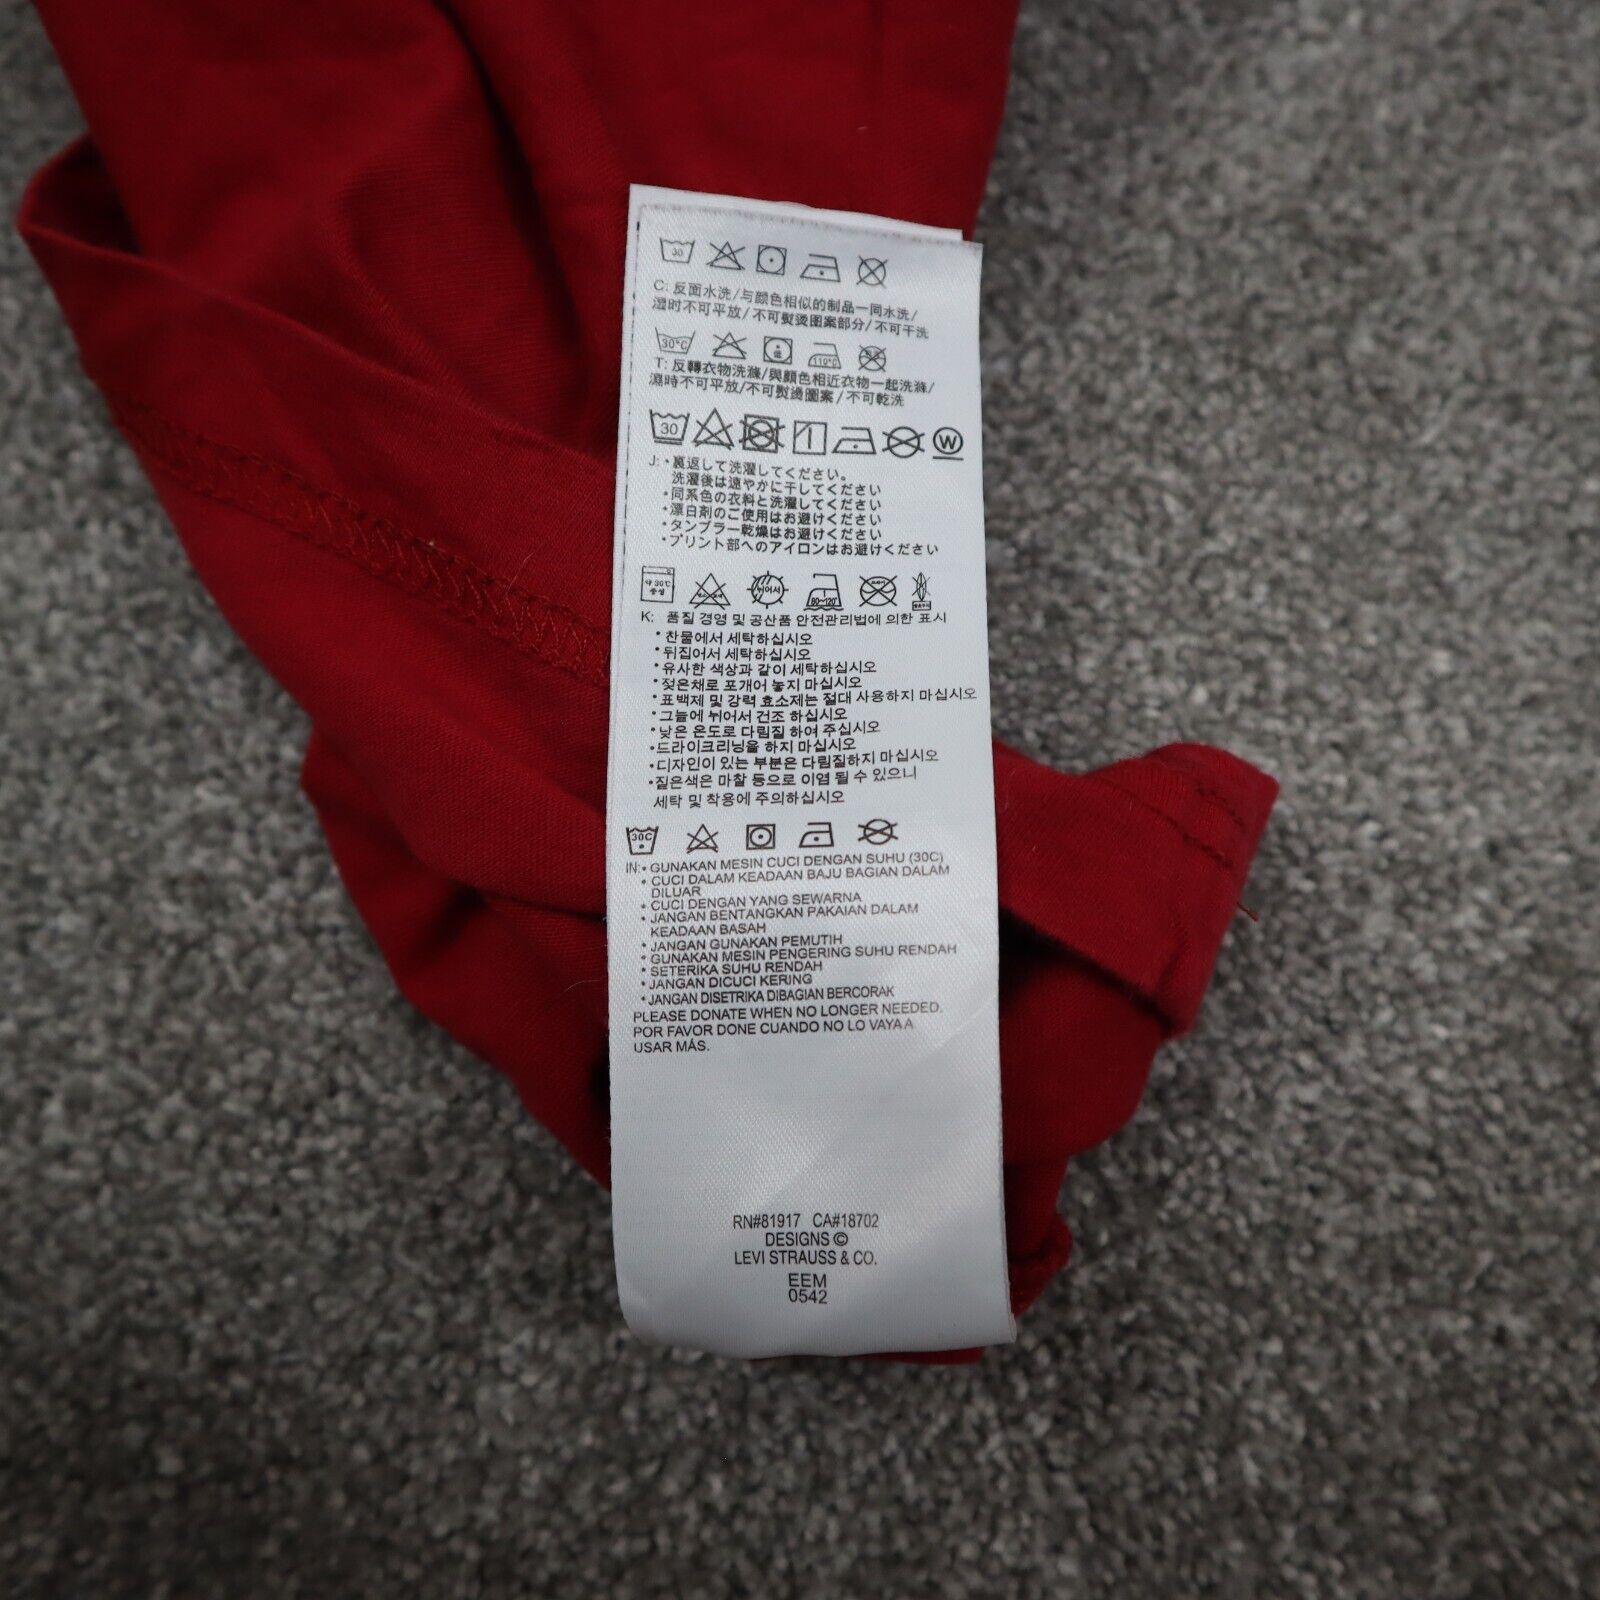 30
C: 反面水洗/与颜色相似的制品一同水洗/
湿时不可平放/不可熨烫图案部分/不可干洗
30°C 110°C
T: 反轉衣物洗滌/與顏色相近衣物一起洗滌/
濕時不可平放/不可熨燙圖案/不可乾洗
30 W
J: •裏返して洗濯してください。
洗濯後は速やかに干してください
•同系色の衣料と洗濯してください
•漂白剤のご使用はお避けください
•タンブラー乾燥はお避けください
•プリント部へのアイロンはお避けください
약 30℃ 뉘어서 80~120℃
중성
K: 품질 경영 및 공산품 안전관리법에 의한 표시
•찬물에서 세탁하십시오
•뒤집어서 세탁하십시오
•유사한 색상과 같이 세탁하십시오
•젖은채로 포개어 놓지 마십시오
•표백제 및 강력 효소제는 절대 사용하지 마십시오
•그늘에 뉘어서 건조 하십시오
•낮은 온도로 다림질 하여 주십시오
•드라이크리닝을 하지 마십시오
•디자인이 있는 부분은 다림질하지 마십시오
•짙은색은 마찰 등으로 이염 될 수 있으니
세탁 및 착용에 주의하십시오
30C
IN:• GUNAKAN MESIN CUCI DENGAN SUHU (30C)
• CUCI DALAM KEADAAN BAJU BAGIAN DALAM
DILUAR
• CUCI DENGAN YANG SEWARNA
• JANGAN BENTANGKAN PAKAIAN DALAM
KEADAAN BASAH
• JANGAN GUNAKAN PEMUTIH
• GUNAKAN MESIN PENGERING SUHU RENDAH
• SETERIKA SUHU RENDAH
• JANGAN DICUCI KERING
• JANGAN DISETRIKA DIBAGIAN BERCORAK
PLEASE DONATE WHEN NO LONGER NEEDED.
POR FAVOR DONE CUANDO NO LO VAYA A
USAR MÁS.
RN#81917 CA#18702
DESIGNS ©
LEVI STRAUSS & CO.
EEM
0542